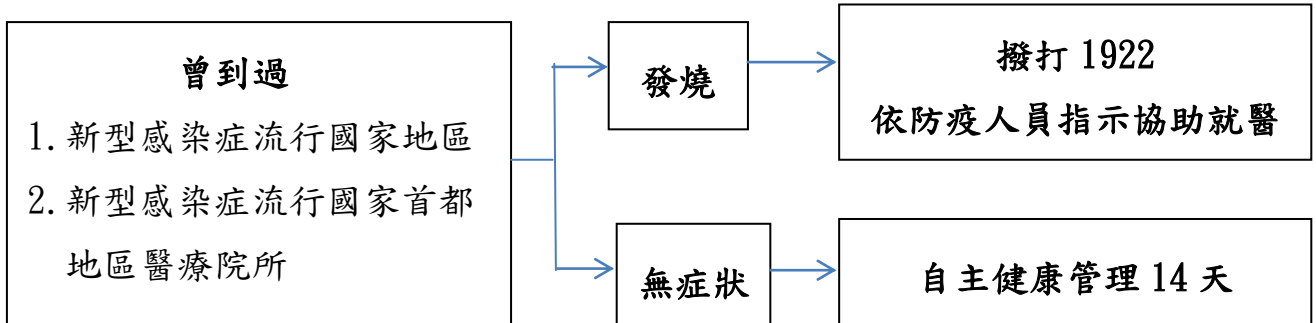 曾到過
1.新型感染症流行國家地區
2.新型感染症流行國家首都
地區醫療院所
發燒
撥打 1922
依防疫人員指示協助就醫
無症狀
自主健康管理 14 天